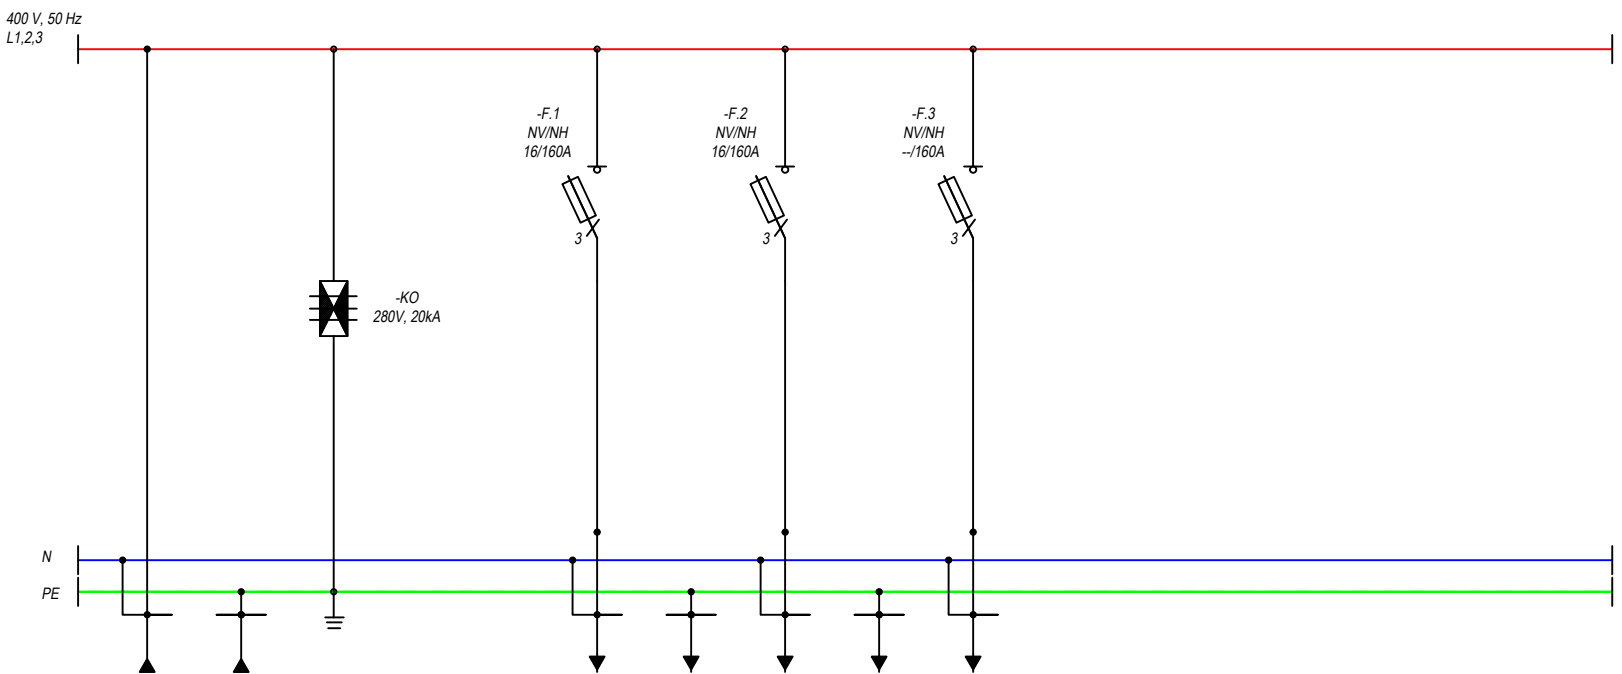 400 V, 50 Hz
L1,2,3
-F.1
NV/NH
16/160A
-F.2
NV/NH
16/160A
-F.3
NV/NH
--/160A
3
3
3
-KO
280V, 20kA
N
PE